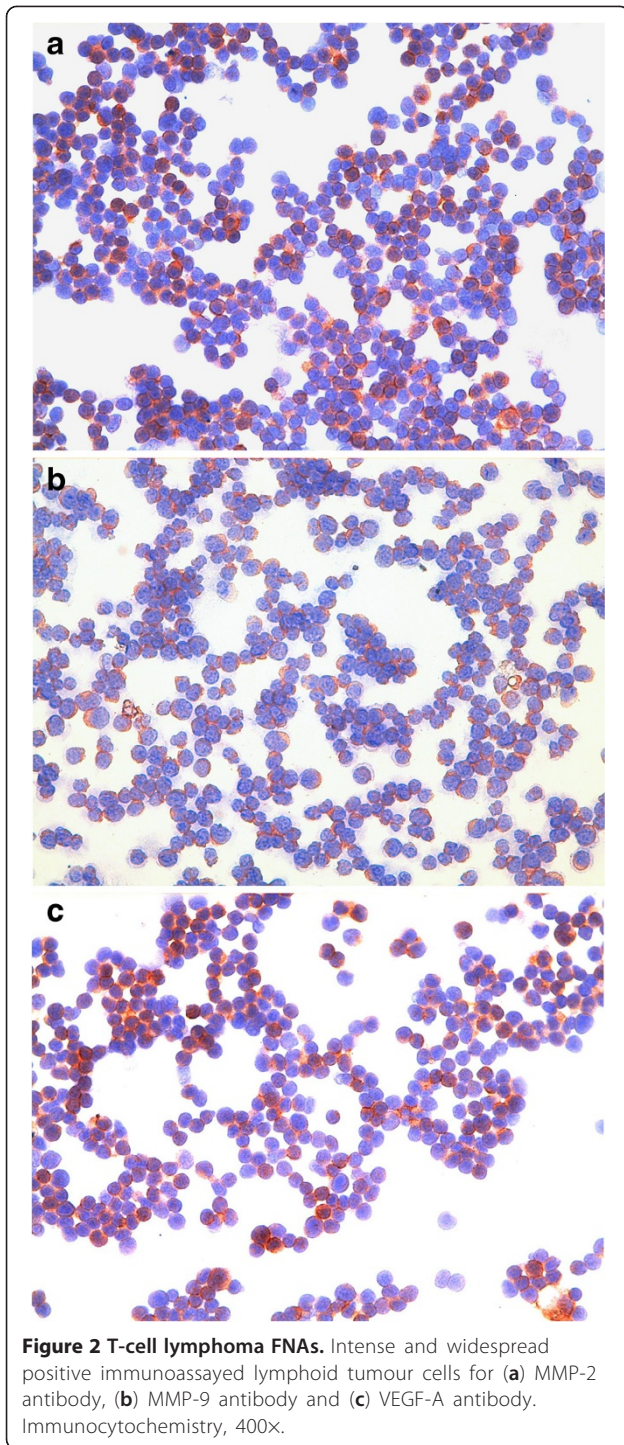 a
b
c
Figure 2 T-cell lymphoma FNAs. Intense and widespread
positive immunoassayed lymphoid tumour cells for (a) MMP-2
antibody, (b) MMP-9 antibody and (c) VEGF-A antibody.
Immunocytochemistry, 400×.